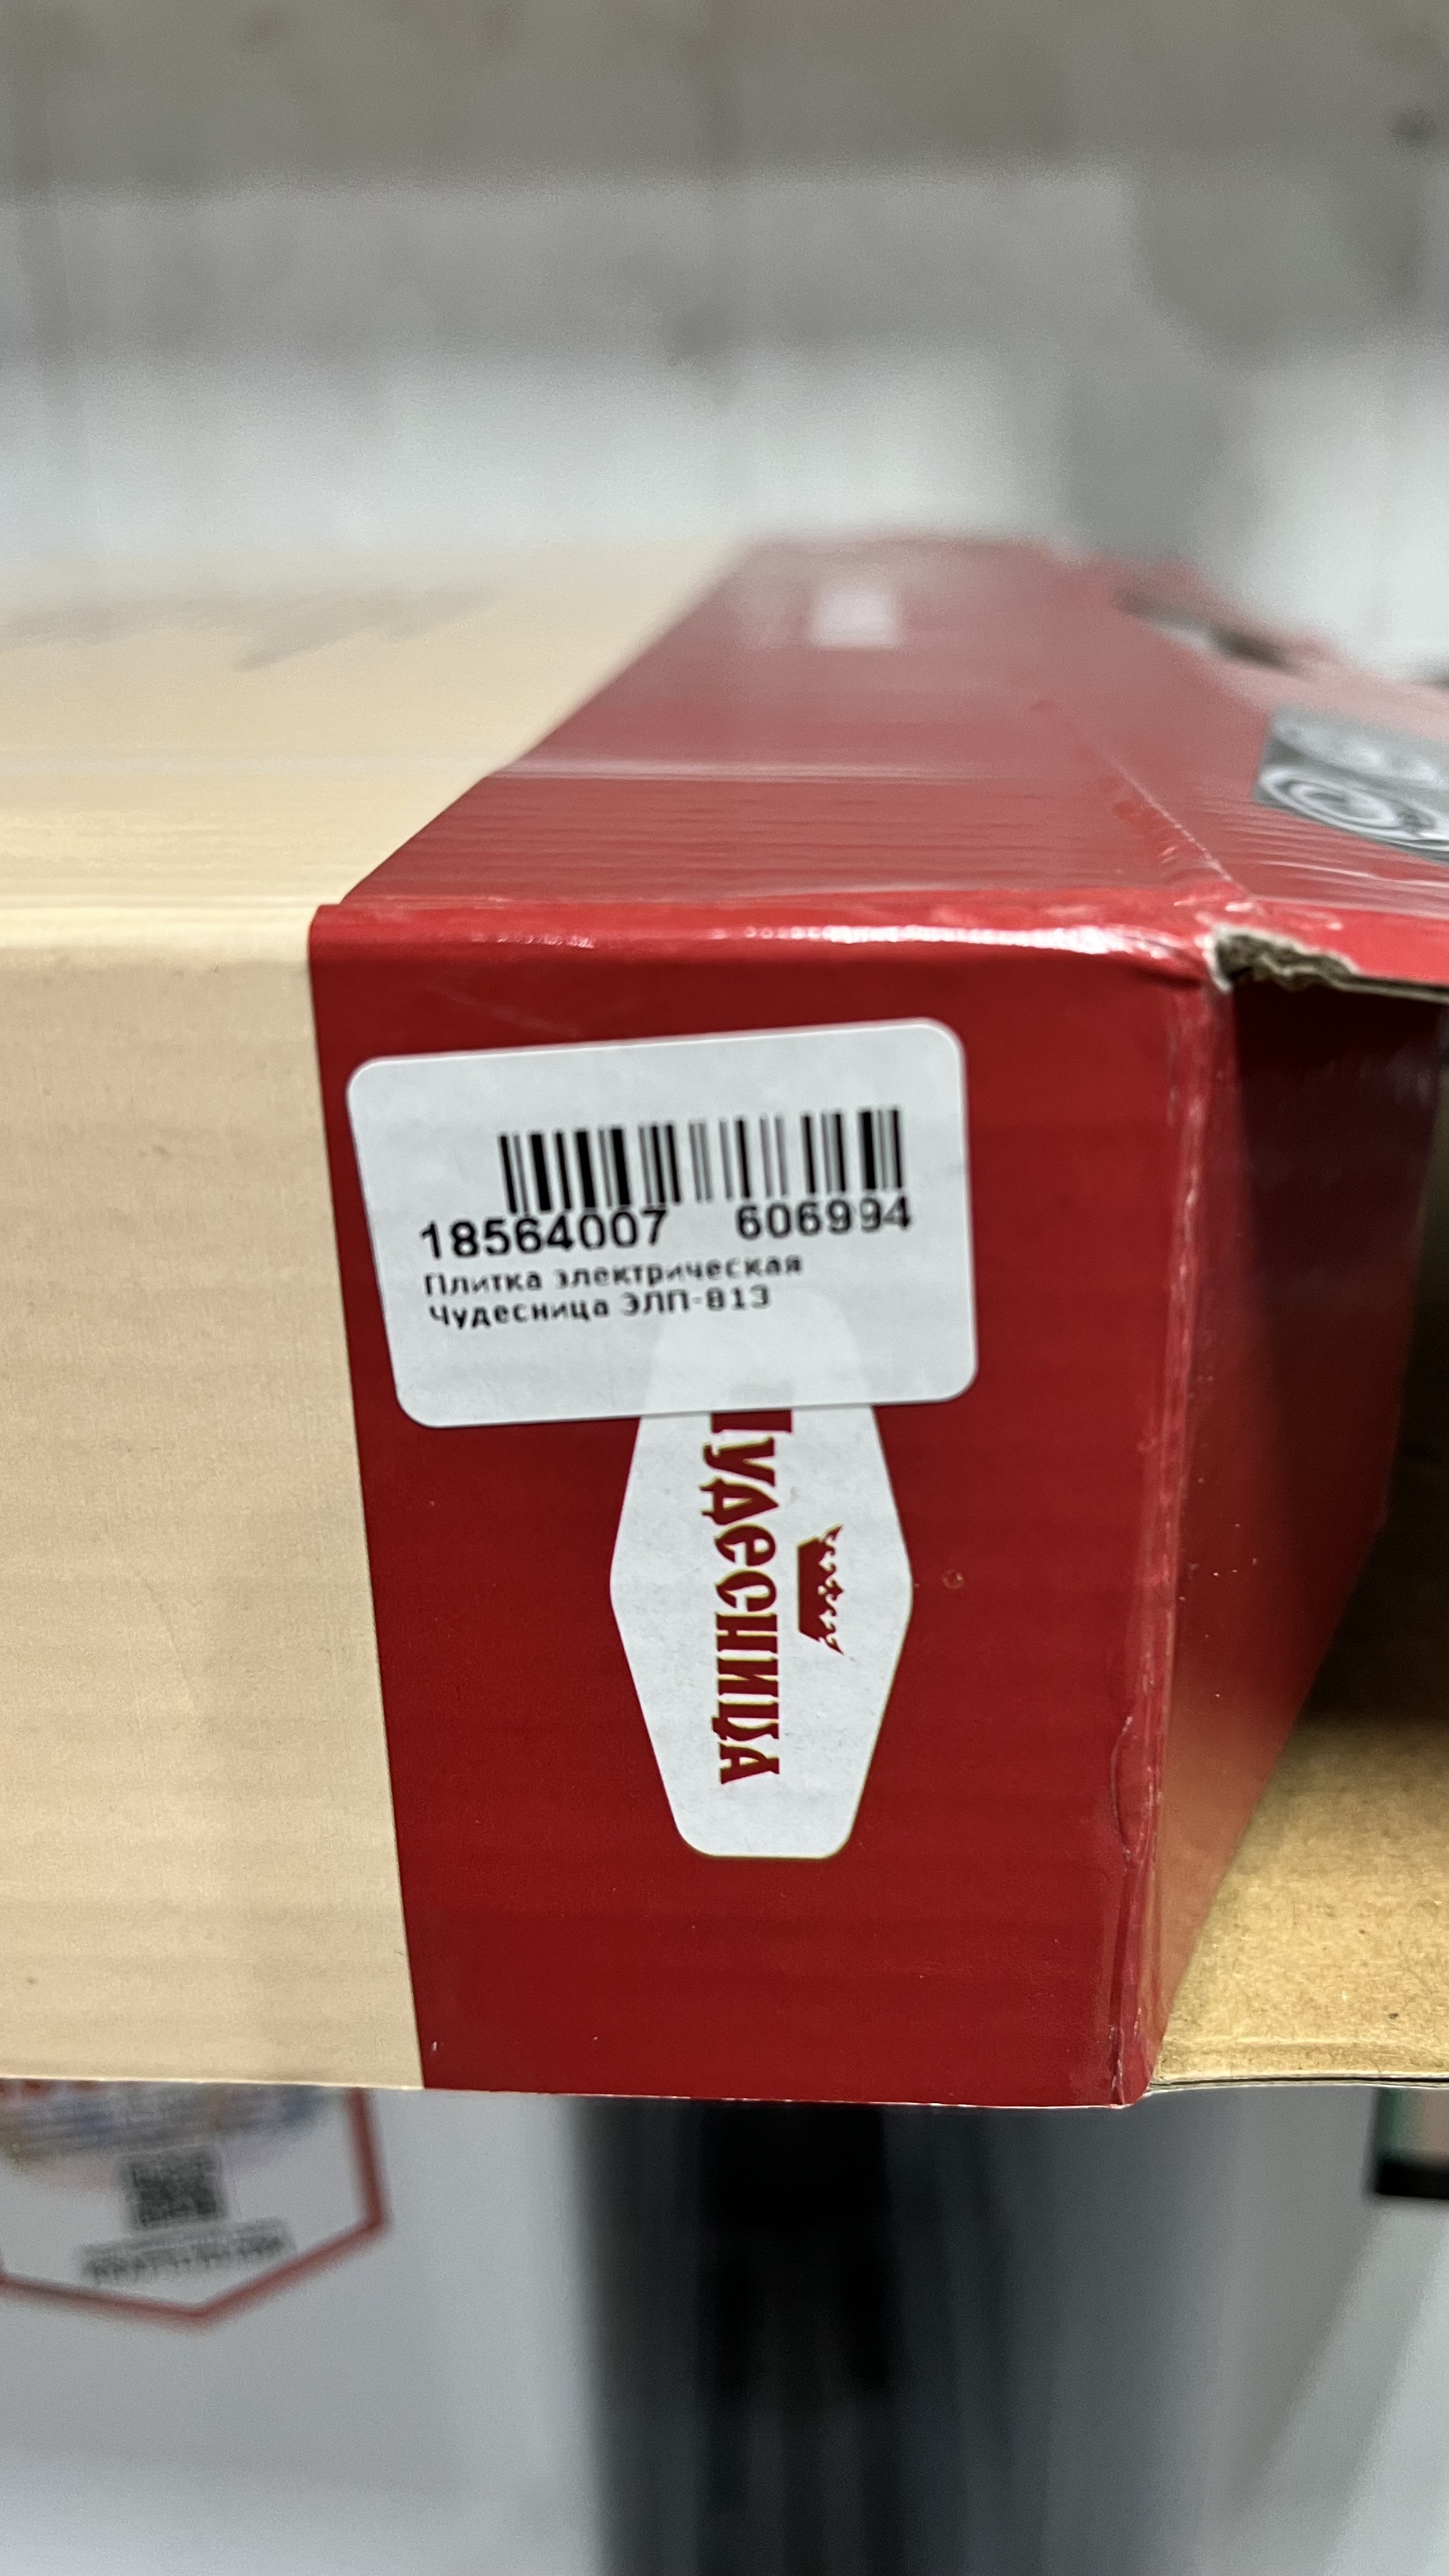 18564007 606994
Плитка электрическая
Чудесница ЭЛП-813
Чудесница